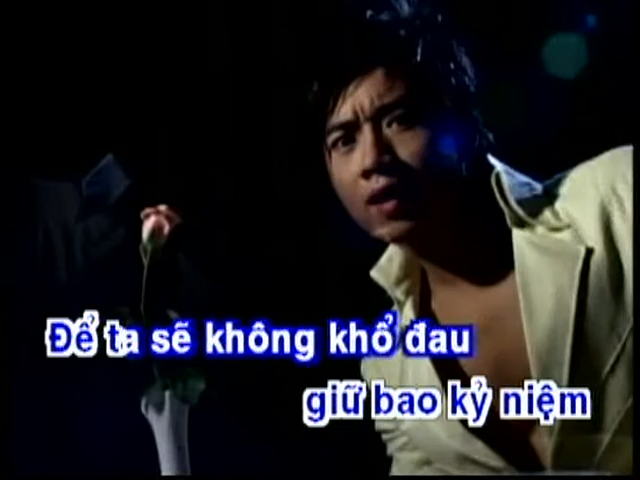 Để ta sẽ không khổ đau
giữ bao kỷ niệm